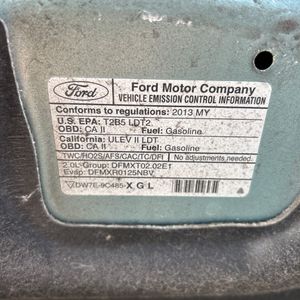 Ford
Ford Motor Company
VEHICLE EMISSION CONTROL INFORMATION
Conforms to regulations: 2013 MY
U.S. EPA: T2B5 LDT2
OBD: CA II Fuel: Gasoline
California: ULEV II LDT
OBD: CA II Fuel: Gasoline
TWC/HO2S/AFS/CAC/TC/DFI No adjustments needed.
2.0L-Group: DFMXT02.02E1
Evap: DFMXR0125NBV
DW7E-9C485-X G L